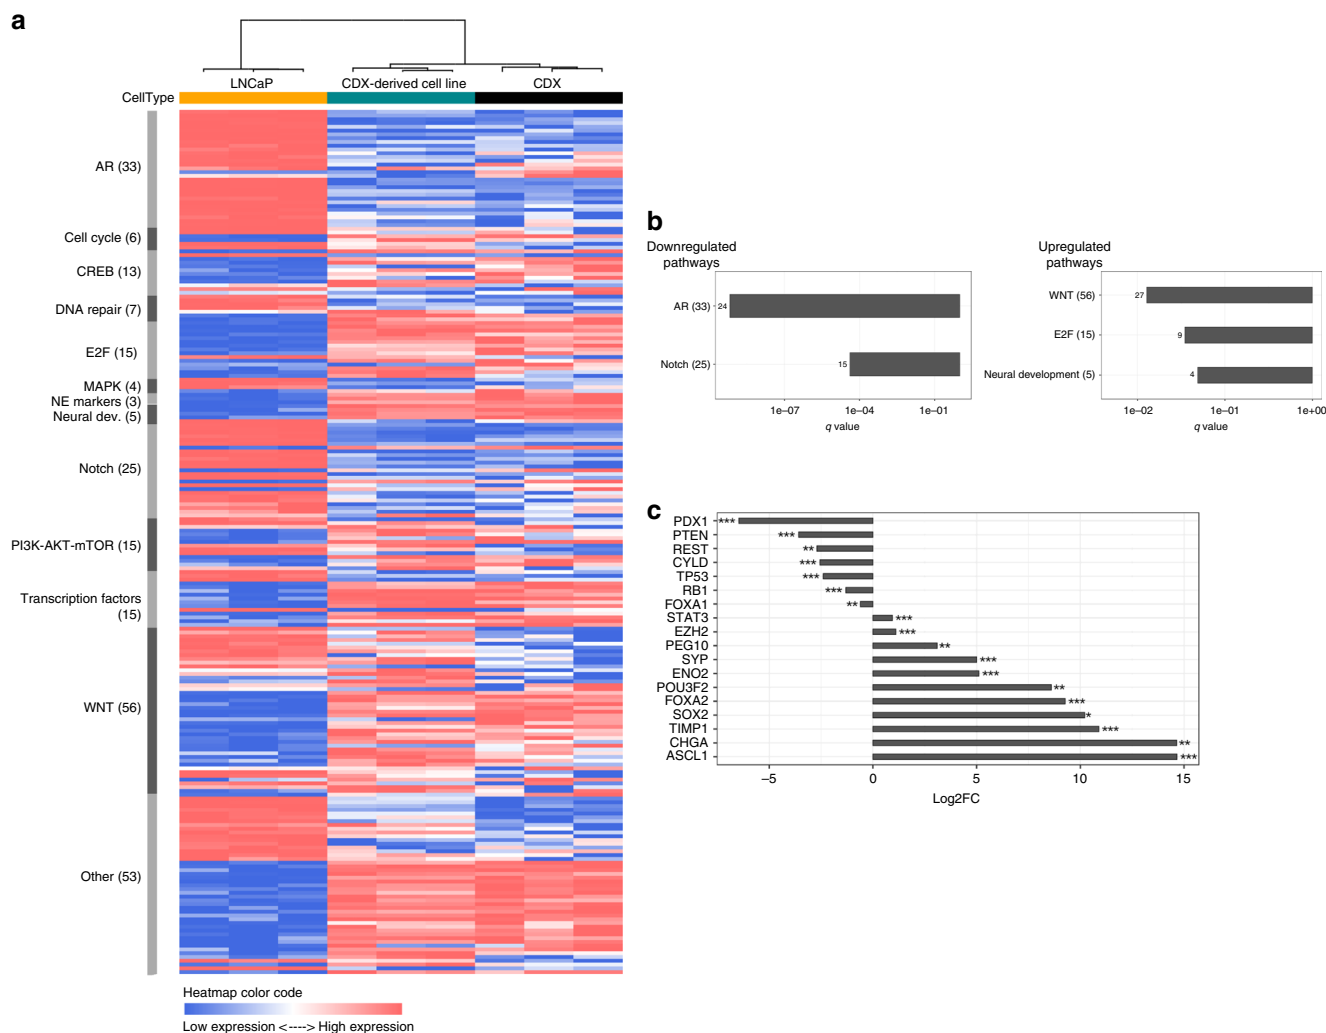 a
LNCaP
CDX-derived cell line
CDX
CellType
AR (33)
Cell cycle (6)
CREB (13)
DNA repair (7)
E2F (15)
MAPK (4)
NE markers (3)
Neural dev. (5)
Notch (25)
PI3K-AKT-mTOR (15)
Transcription factors
(15)
WNT (56)
Other (53)
Heatmap color code
Low expression <----> High expression
b
Downregulated
pathways
AR (33)
24
Notch (25)
15
1e−07
1e−04
1e−01
q value
Upregulated
pathways
WNT (56)
27
E2F (15)
9
Neural development (5)
4
1e−02
1e−01
1e+00
q value
c
PDX1 ***
PTEN ***
REST **
CYLD ***
TP53 ***
RB1 ***
FOXA1 **
STAT3 ***
EZH2 ***
PEG10 **
SYP ***
ENO2 ***
POU3F2 **
FOXA2 ***
SOX2 *
TIMP1 ***
CHGA **
ASCL1 ***
−5
0
5
10
15
Log2FC